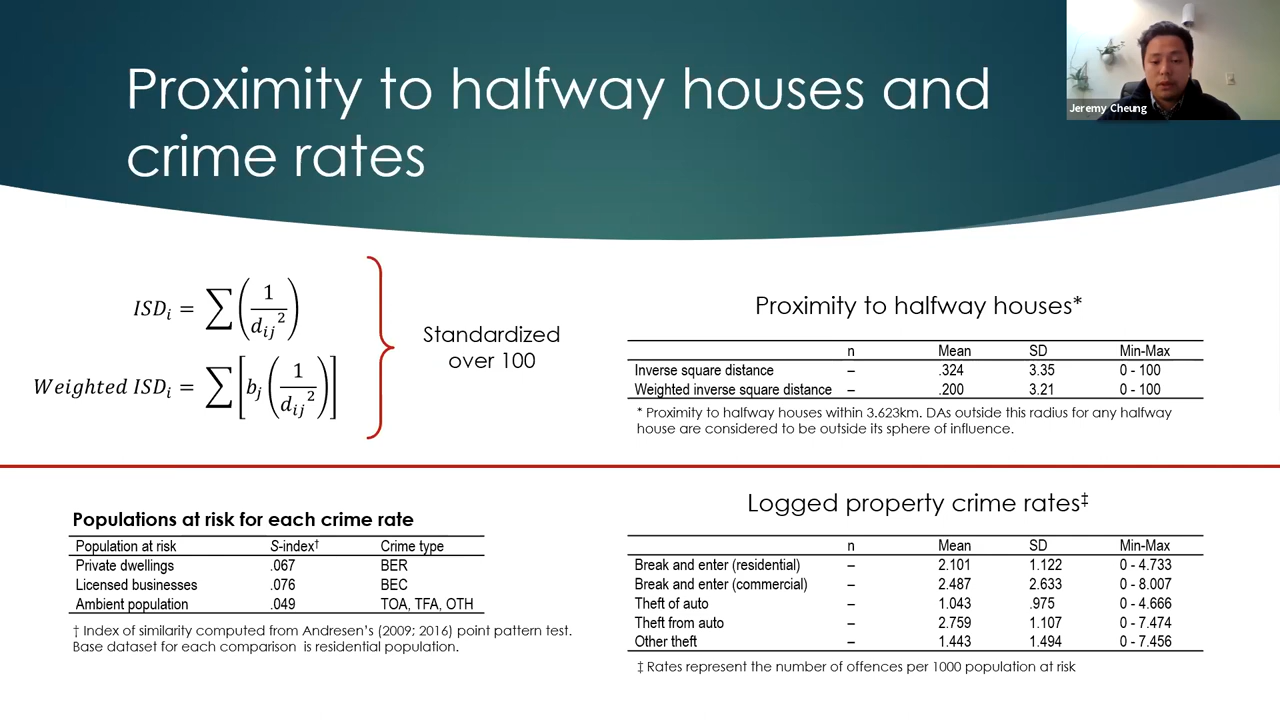 Proximity to halfway houses and
crime rates
Jeremy Cheung
ISD_i = ∑(1/d_ij²)
Weighted ISD_i = ∑[b_j(1/d_ij²)]
Standardized
over 100
Proximity to halfway houses*
n Mean SD Min-Max
Inverse square distance – .324 3.35 0 - 100
Weighted inverse square distance – .200 3.21 0 - 100
* Proximity to halfway houses within 3.623km. DAs outside this radius for any halfway
house are considered to be outside its sphere of influence.
Populations at risk for each crime rate
Population at risk S-index† Crime type
Private dwellings .067 BER
Licensed businesses .076 BEC
Ambient population .049 TOA, TFA, OTH
† Index of similarity computed from Andresen's (2009; 2016) point pattern test.
Base dataset for each comparison is residential population.
Logged property crime rates‡
n Mean SD Min-Max
Break and enter (residential) – 2.101 1.122 0 - 4.733
Break and enter (commercial) – 2.487 2.633 0 - 8.007
Theft of auto – 1.043 .975 0 - 4.666
Theft from auto – 2.759 1.107 0 - 7.474
Other theft – 1.443 1.494 0 - 7.456
‡ Rates represent the number of offences per 1000 population at risk